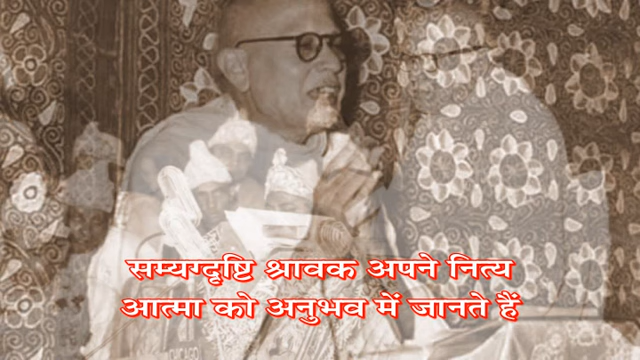 सम्यग्दृष्टि श्रावक अपने नित्य
आत्मा को अनुभव में जानते हैं